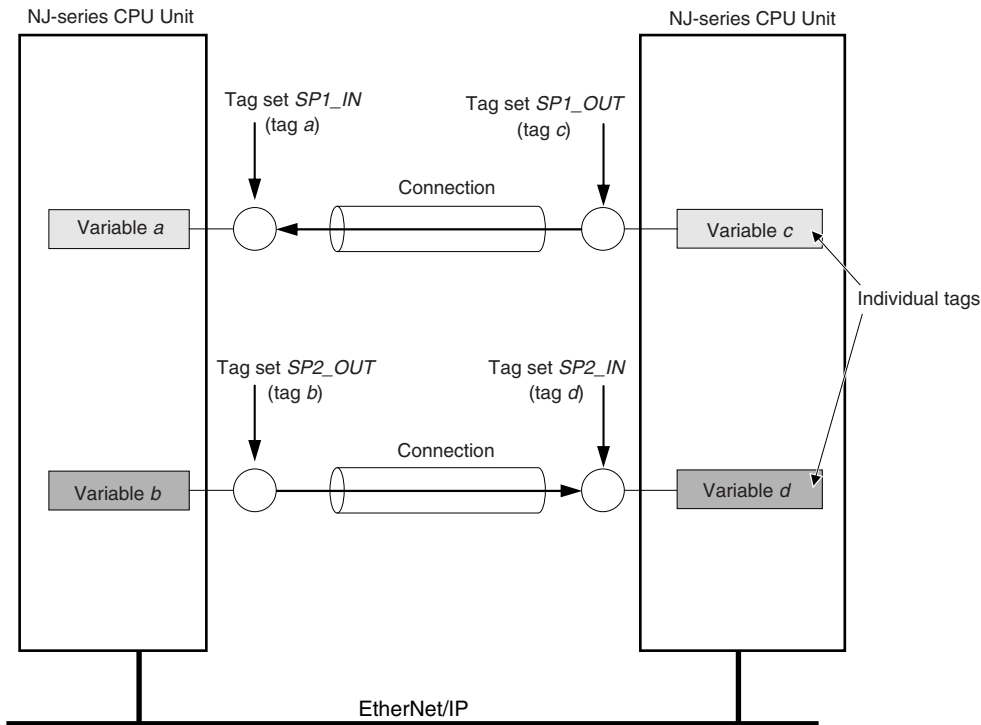 NJ-series CPU Unit
NJ-series CPU Unit
Tag set SP1_IN
(tag a)
Tag set SP1_OUT
(tag c)
Connection
Variable a
Variable c
Individual tags
Tag set SP2_OUT
(tag b)
Tag set SP2_IN
(tag d)
Connection
Variable b
Variable d
EtherNet/IP